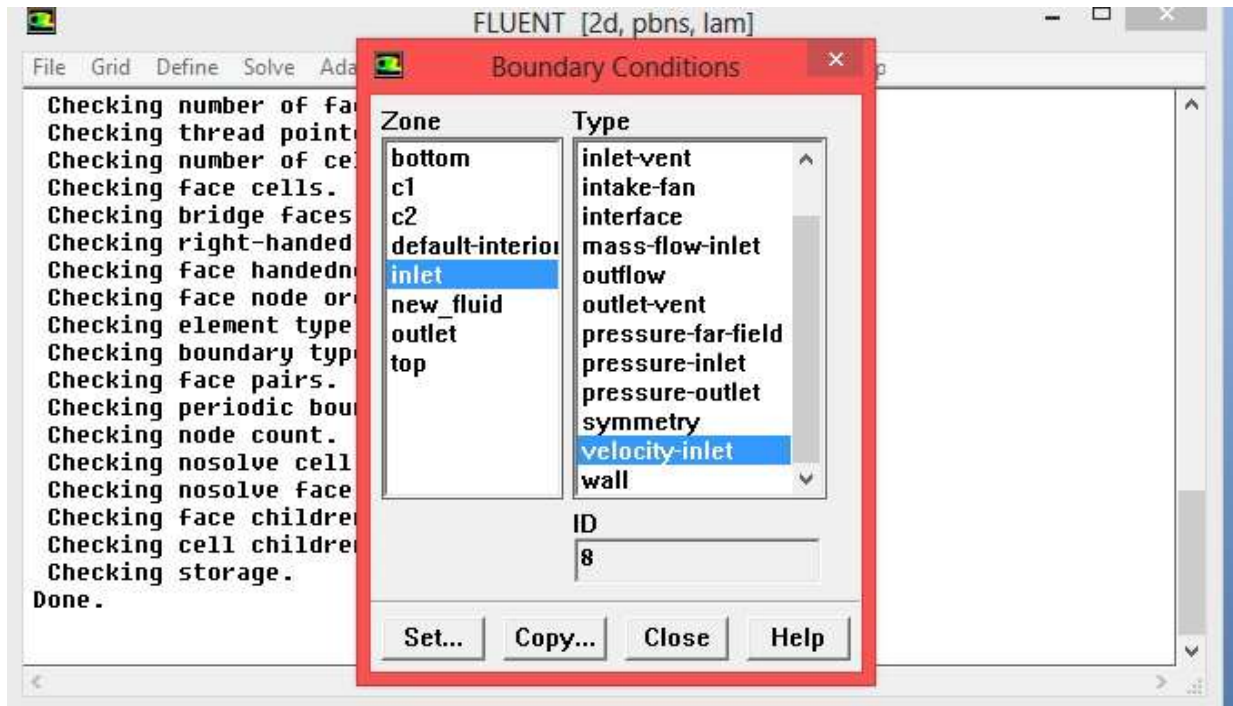 FLUENT [2d, pbns, lam]
File Grid Define Solve Ada
Boundary Conditions
Checking number of fa
Checking thread point
Checking number of ce
Checking face cells.
Checking bridge faces
Checking right-handed
Checking face handedn
Checking face node or
Checking element type
Checking boundary typ
Checking face pairs.
Checking periodic bou
Checking node count.
Checking nosolve cell
Checking nosolve face
Checking face childre
Checking cell childre
Checking storage.
Done.
Zone
bottom
c1
c2
default-interior
inlet
new_fluid
outlet
top
Type
inlet-vent
intake-fan
interface
mass-flow-inlet
outflow
outlet-vent
pressure-far-field
pressure-inlet
pressure-outlet
symmetry
velocity-inlet
wall
ID
8
Set... Copy... Close Help